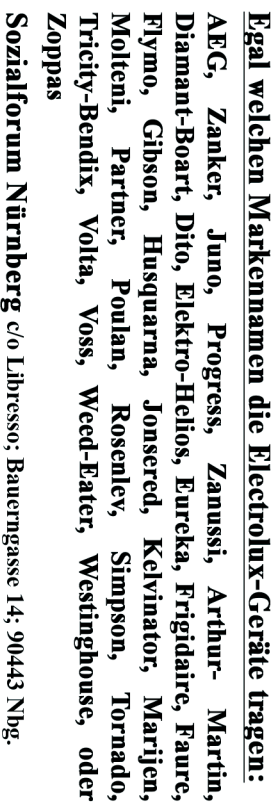 Egal welchen Markennamen die Electrolux-Geräte tragen:
AEG, Zanker, Juno, Progress, Zanussi, Arthur- Martin,
Diamant-Boart, Dito, Elektro-Helios, Eureka, Frigidaire, Faure,
Flymo, Gibson, Husquarna, Jonsered, Kelvinator, Marijen,
Molteni, Partner, Poulan, Rosenlev, Simpson, Tornado,
Tricity-Bendix, Volta, Voss, Weed-Eater, Westinghouse, oder
Zoppas
Sozialforum Nürnberg c/o Libresso; Bauerngasse 14; 90443 Nbg.